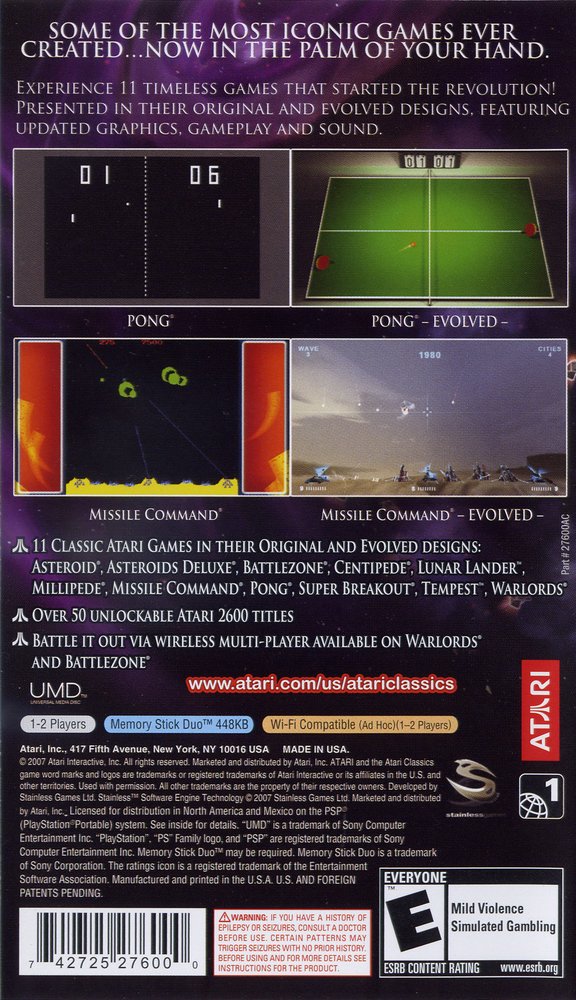 SOME OF THE MOST ICONIC GAMES EVER
CREATED...NOW IN THE PALM OF YOUR HAND.
EXPERIENCE 11 TIMELESS GAMES THAT STARTED THE REVOLUTION!
PRESENTED IN THEIR ORIGINAL AND EVOLVED DESIGNS, FEATURING
UPDATED GRAPHICS, GAMEPLAY AND SOUND.
01 06
01 01
PONG® PONG® – EVOLVED –
275 7500
WAVE 1980 CITIES
3 4
MISSILE COMMAND® MISSILE COMMAND® – EVOLVED –
Part # 27600AC
11 CLASSIC ATARI GAMES IN THEIR ORIGINAL AND EVOLVED DESIGNS:
ASTEROID®, ASTEROIDS DELUXE®, BATTLEZONE®, CENTIPEDE®, LUNAR LANDER™,
MILLIPEDE®, MISSILE COMMAND®, PONG®, SUPER BREAKOUT®, TEMPEST™, WARLORDS®
OVER 50 UNLOCKABLE ATARI 2600 TITLES
BATTLE IT OUT VIA WIRELESS MULTI-PLAYER AVAILABLE ON WARLORDS®
AND BATTLEZONE®
UMD™
UNIVERSAL MEDIA DISC
www.atari.com/us/atariclassics
ATARI
1-2 Players
Memory Stick Duo™ 448KB
Wi-Fi Compatible (Ad Hoc)(1–2 Players)
Atari, Inc., 417 Fifth Avenue, New York, NY 10016 USA MADE IN USA.
© 2007 Atari Interactive, Inc. All rights reserved. Marketed and distributed by Atari, Inc. ATARI and the Atari Classics
game word marks and logos are trademarks or registered trademarks of Atari Interactive or its affiliates in the U.S. and
other territories. Used with permission. All other trademarks are the property of their respective owners. Developed by
Stainless Games Ltd. Stainless™ Software Engine Technology © 2007 Stainless Games Ltd. Marketed and distributed
by Atari, Inc., Licensed for distribution in North America and Mexico on the PSP®
(PlayStation®Portable) system. See inside for details. “UMD” is a trademark of Sony Computer
Entertainment Inc. “PlayStation”, “PS” Family logo, and “PSP” are registered trademarks of Sony
Computer Entertainment Inc. Memory Stick Duo™ may be required. Memory Stick Duo is a trademark
of Sony Corporation. The ratings icon is a registered trademark of the Entertainment
Software Association. Manufactured and printed in the U.S.A. U.S. AND FOREIGN
PATENTS PENDING.
stainlessgames
1
7 42725 27600 0
WARNING: IF YOU HAVE A HISTORY OF
EPILEPSY OR SEIZURES, CONSULT A DOCTOR
BEFORE USE. CERTAIN PATTERNS MAY
TRIGGER SEIZURES WITH NO PRIOR HISTORY.
BEFORE USING AND FOR MORE DETAILS SEE
INSTRUCTIONS FOR THE PRODUCT.
EVERYONE
E
™
Mild Violence
Simulated Gambling
ESRB CONTENT RATING www.esrb.org